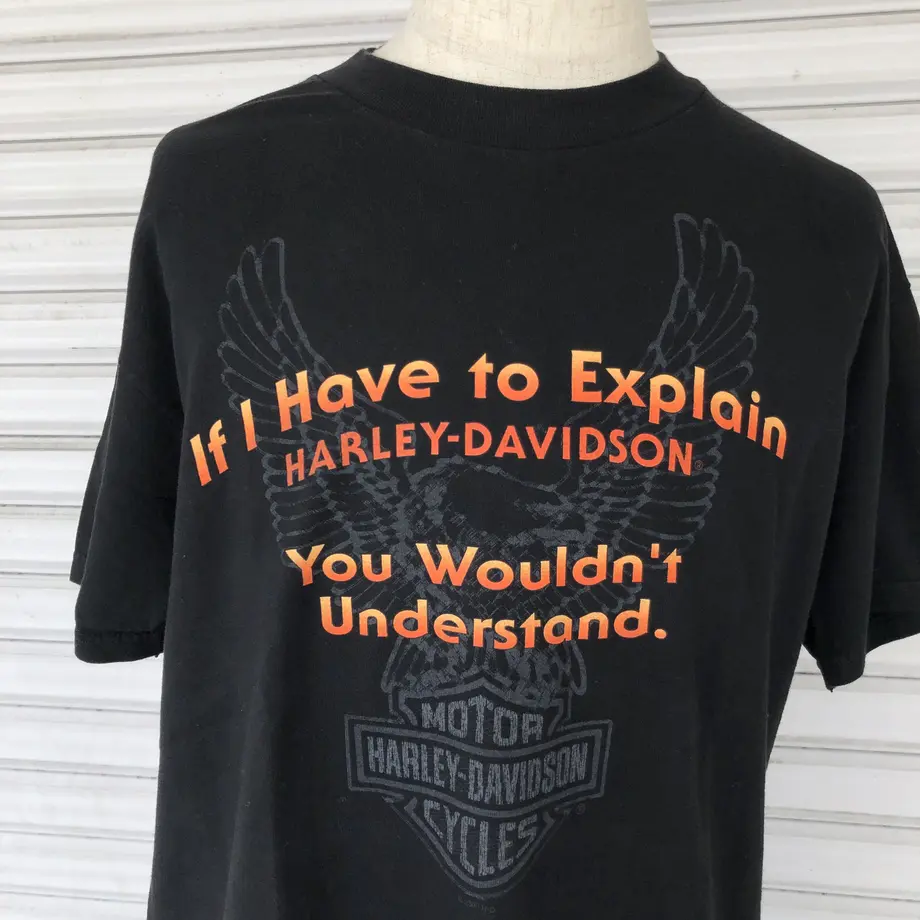 If I Have to Explain
HARLEY-DAVIDSON®
You Wouldn't
Understand.
MOTOR
HARLEY-DAVIDSON
CYCLES